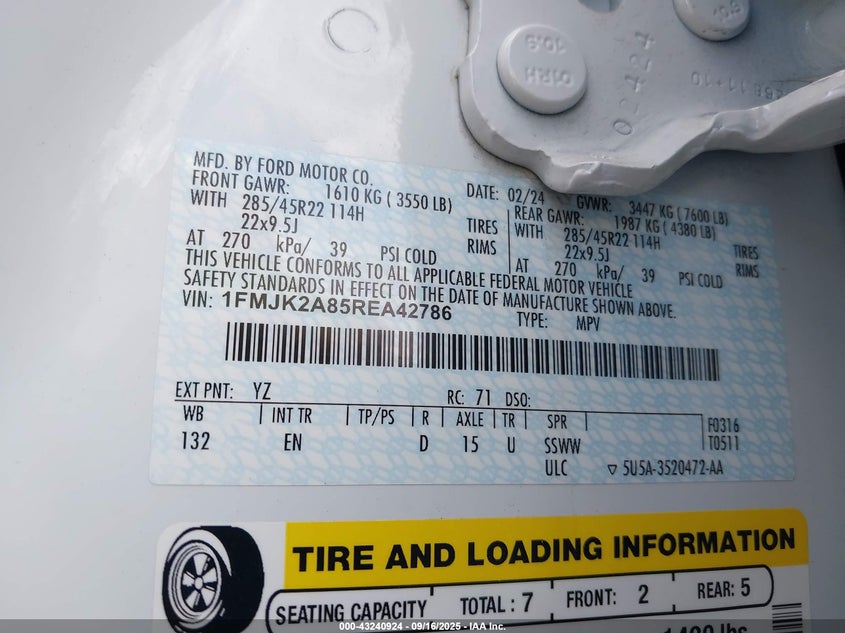 10.9
10.9
HRTO
02424
MFD. BY FORD MOTOR CO.
DATE: 02/24 GVWR: 3447 KG ( 7600 LB)
FRONT GAWR: 1610 KG ( 3550 LB)
WITH 285/45R22 114H TIRES
22x9.5J RIMS
AT 270 kPa/ 39 PSI COLD
REAR GAWR: 1987 KG ( 4380 LB)
WITH 285/45R22 114H TIRES
22x9.5J RIMS
AT 270 kPa/ 39 PSI COLD
THIS VEHICLE CONFORMS TO ALL APPLICABLE FEDERAL MOTOR VEHICLE
SAFETY STANDARDS IN EFFECT ON THE DATE OF MANUFACTURE SHOWN ABOVE.
VIN: 1FMJK2A85REA42786 TYPE: MPV
EXT PNT: YZ RC: 71 DSO:
WB INT TR TP/PS R AXLE TR SPR F0316
132 EN D 15 U SSWW T0511
ULC ▽ 5U5A-3520472-AA
TIRE AND LOADING INFORMATION
SEATING CAPACITY TOTAL : 7 FRONT: 2 REAR: 5
000-43240924 - 09/16/2025 - IAA Inc.